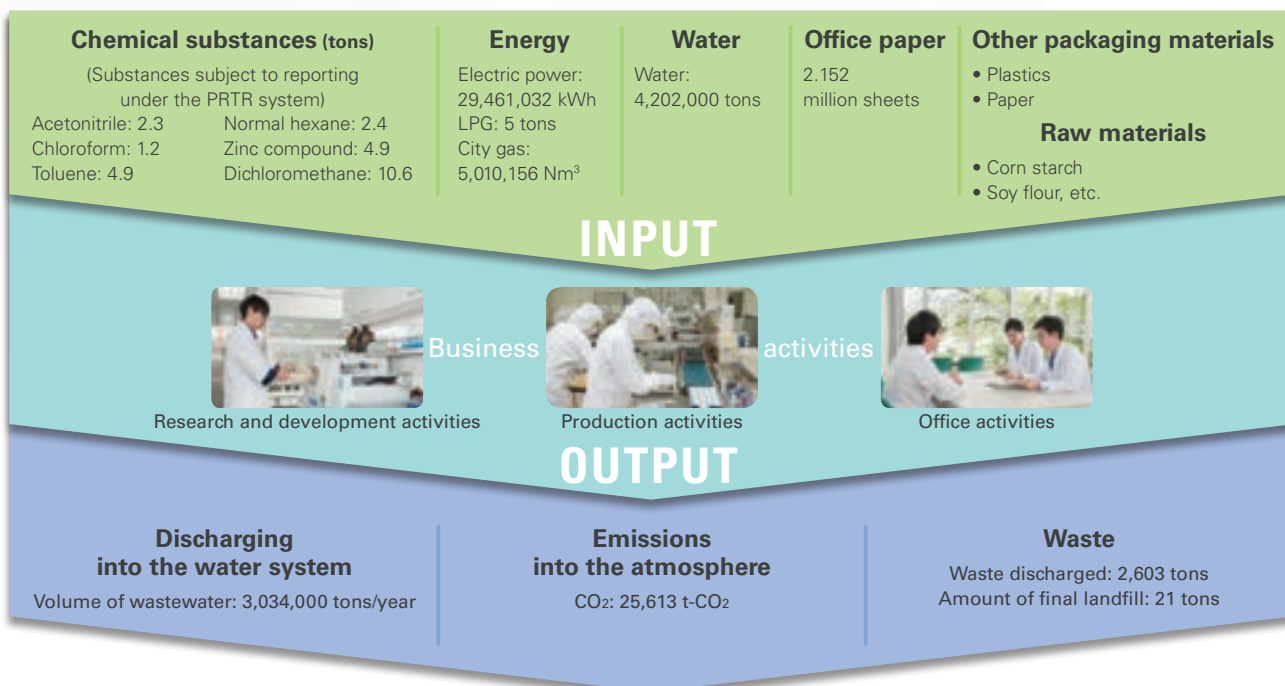 Chemical substances (tons)
(Substances subject to reporting
under the PRTR system)
Acetonitrile: 2.3
Chloroform: 1.2
Toluene: 4.9
Normal hexane: 2.4
Zinc compound: 4.9
Dichloromethane: 10.6
Energy
Electric power:
29,461,032 kWh
LPG: 5 tons
City gas:
5,010,156 Nm³
Water
Water:
4,202,000 tons
Office paper
2.152
million sheets
Other packaging materials
• Plastics
• Paper
Raw materials
• Corn starch
• Soy flour, etc.
INPUT
Business activities
Research and development activities
Production activities
Office activities
OUTPUT
Discharging
into the water system
Volume of wastewater: 3,034,000 tons/year
Emissions
into the atmosphere
CO₂: 25,613 t-CO₂
Waste
Waste discharged: 2,603 tons
Amount of final landfill: 21 tons